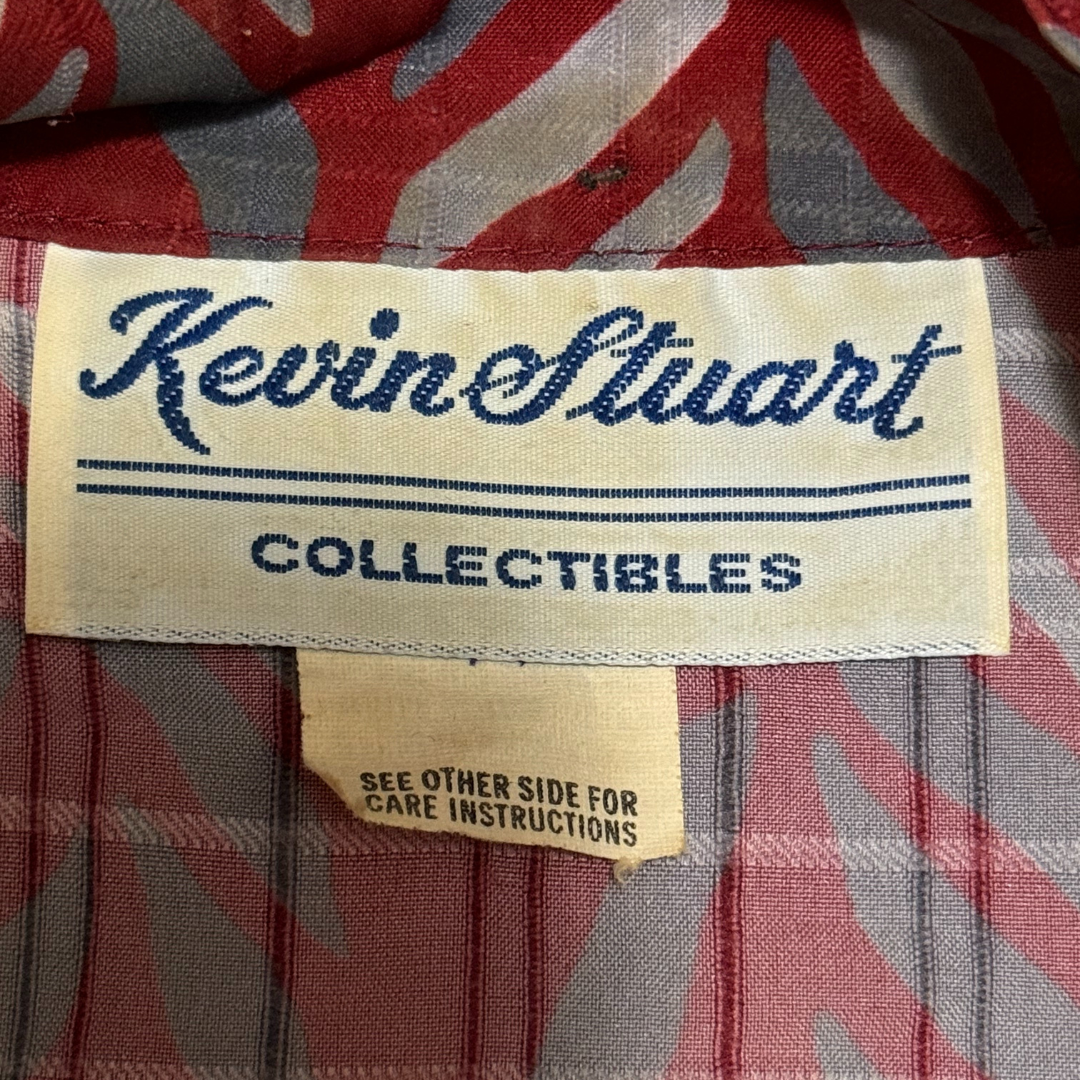 Kevin Stuart
COLLECTIBLES
SEE OTHER SIDE FOR
CARE INSTRUCTIONS